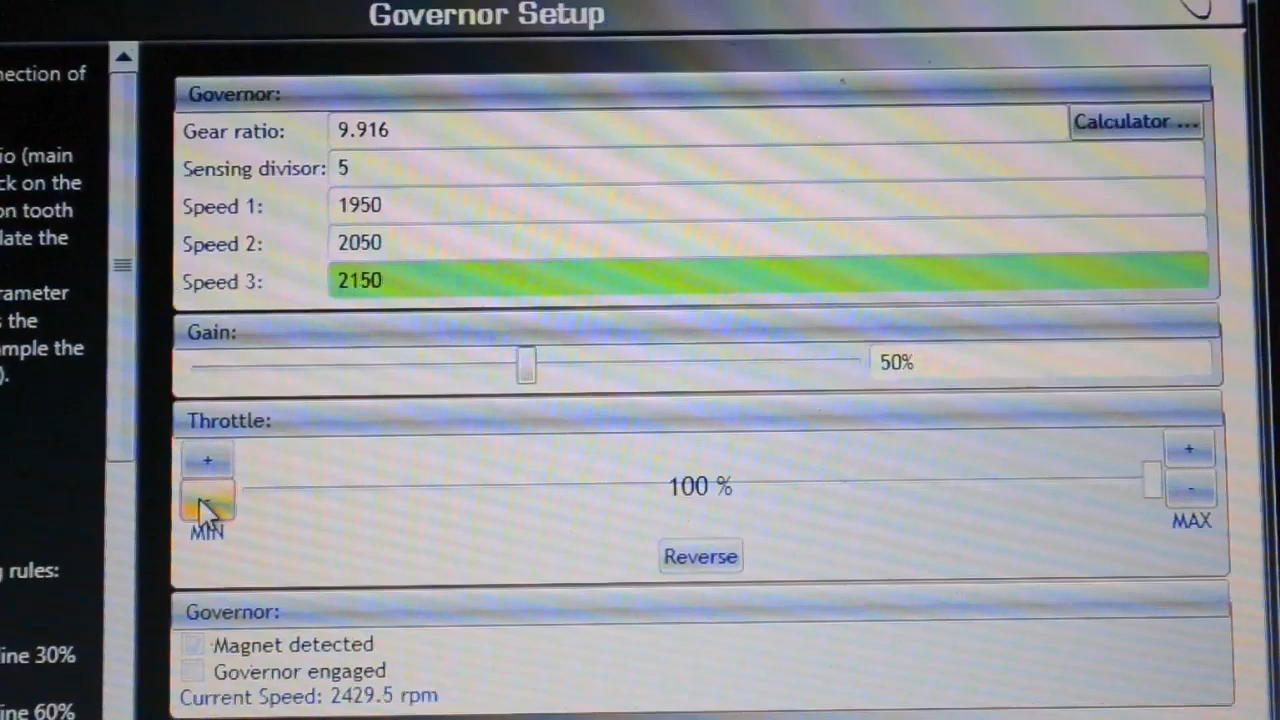 Governor Setup
nection of
io (main
ck on the
on tooth
late the
rameter
s the
mple the
).
g rules:
ine 30%
ine 60%
Governor:
Gear ratio: 9.916 Calculator ...
Sensing divisor: 5
Speed 1: 1950
Speed 2: 2050
Speed 3: 2150
Gain:
50%
Throttle:
+ +
100 %
-
MIN MAX
Reverse
Governor:
Magnet detected
Governor engaged
Current Speed: 2429.5 rpm